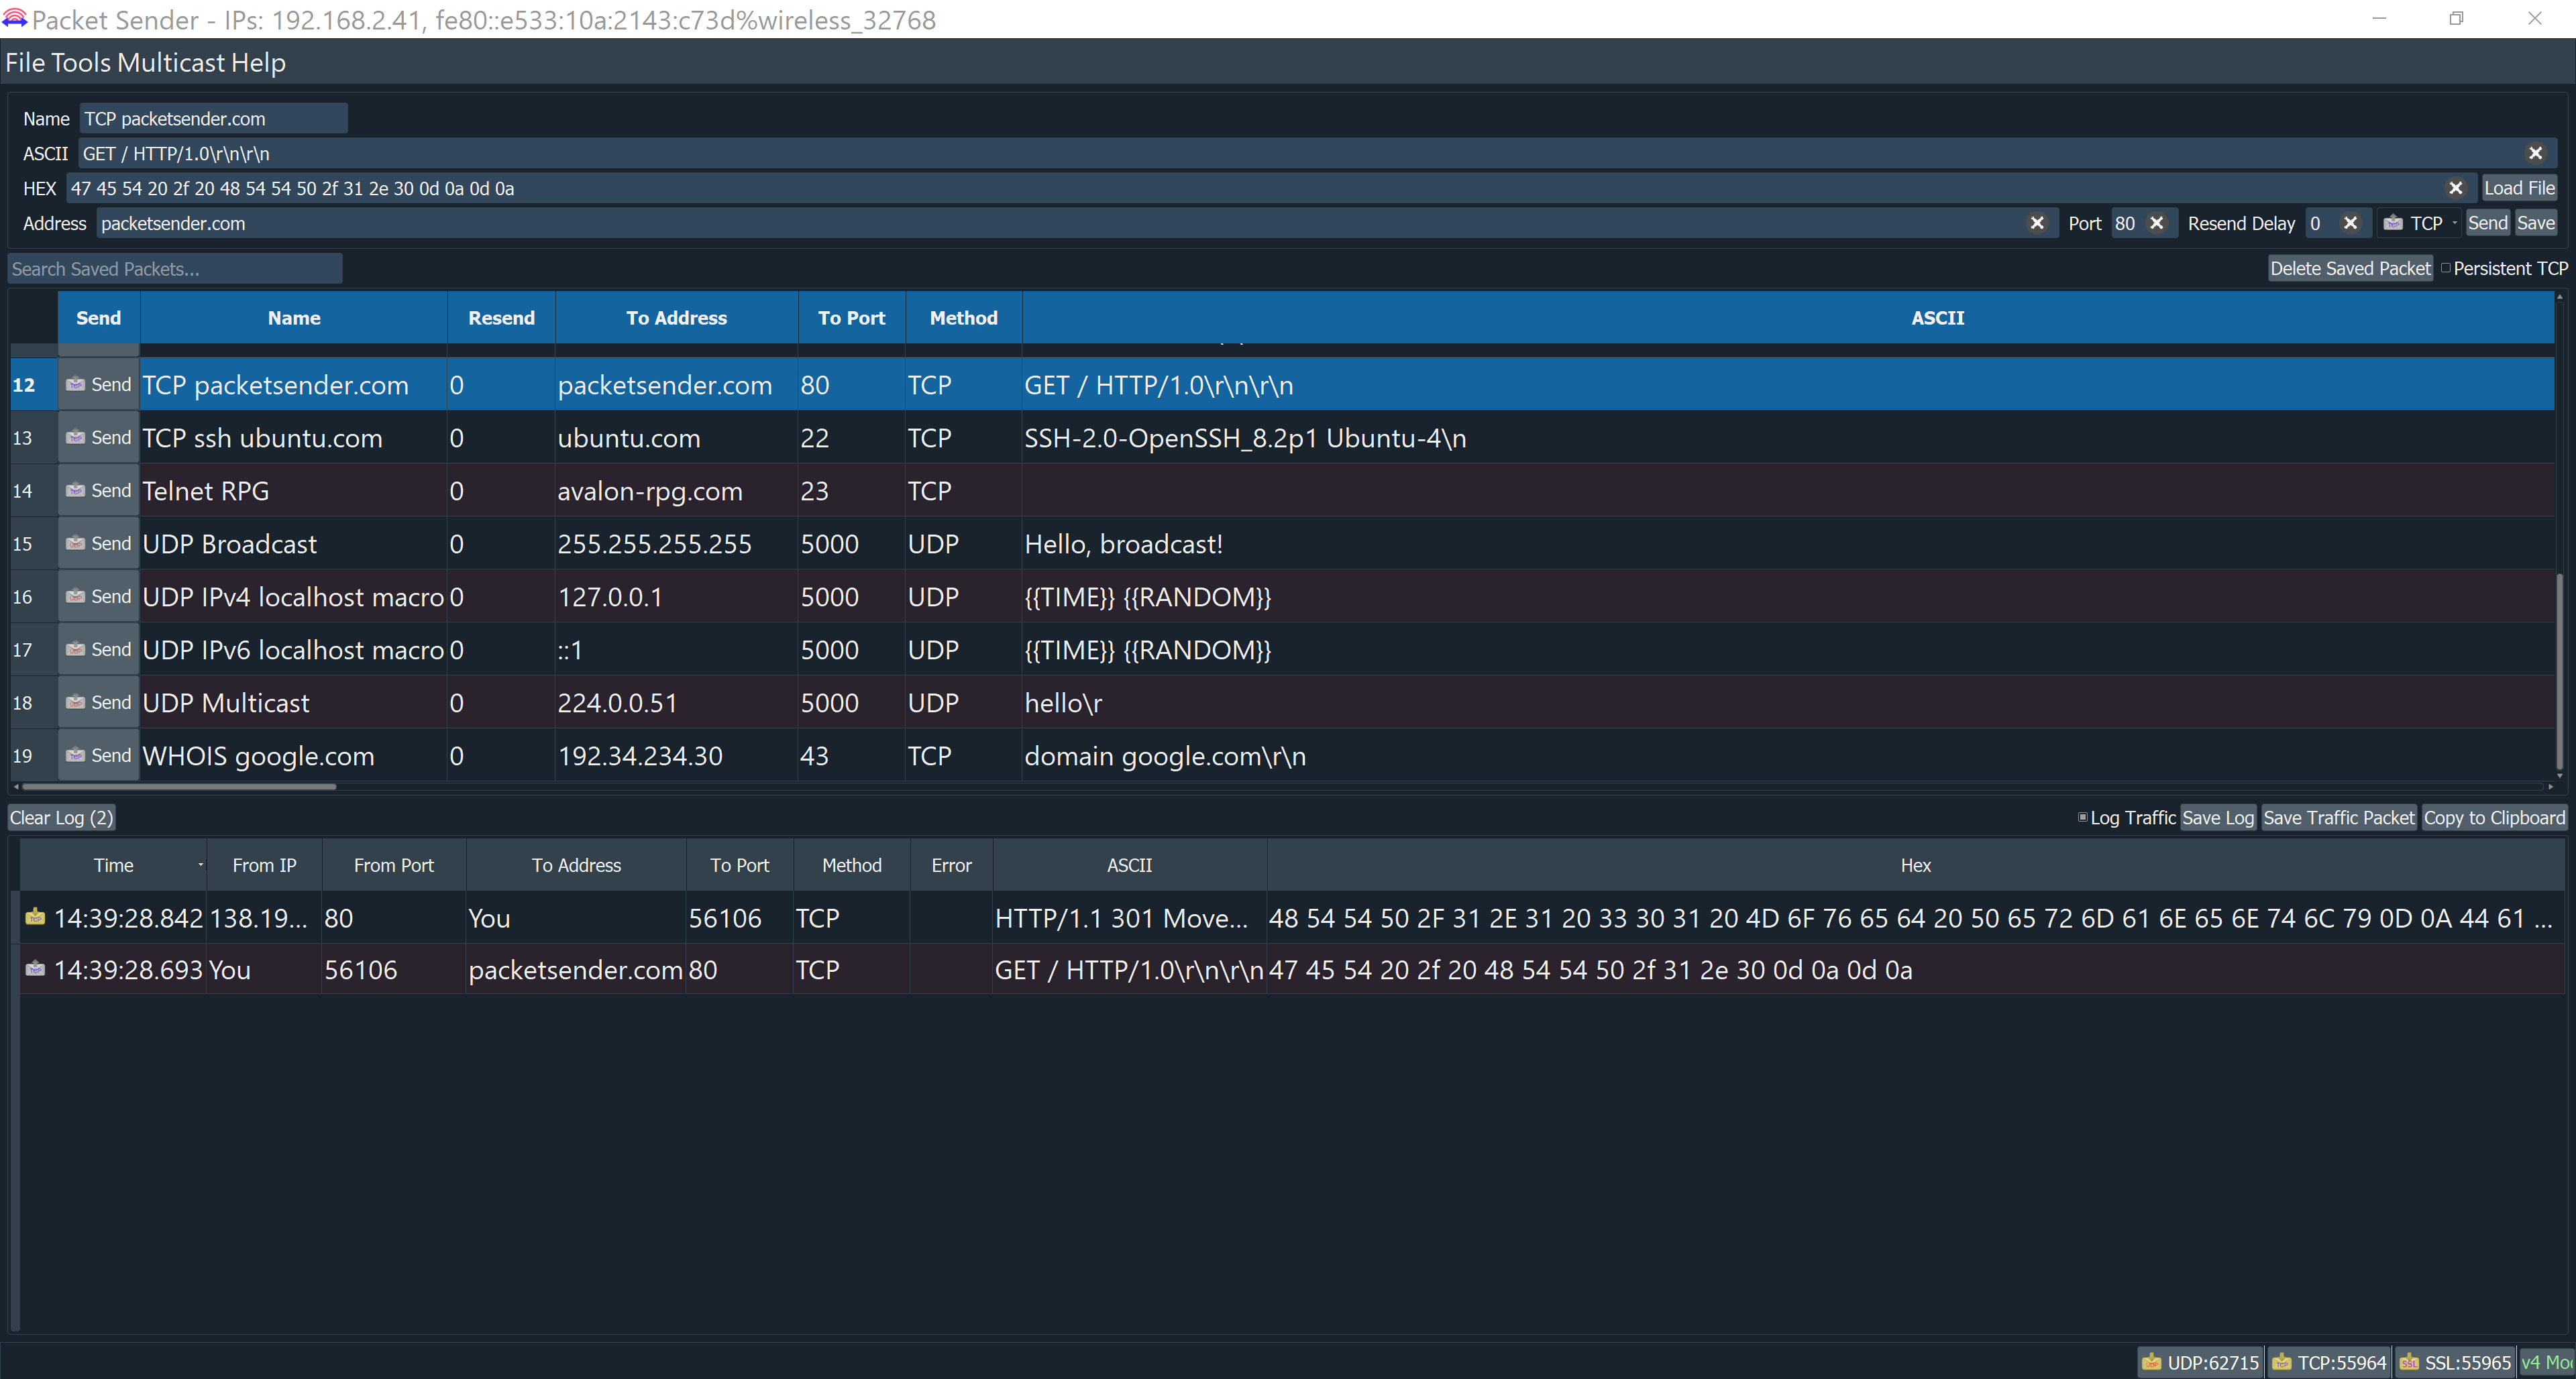 Packet Sender - IPs: 192.168.2.41, fe80::e533:10a:2143:c73d%wireless_32768
File Tools Multicast Help
Name TCP packetsender.com
ASCII GET / HTTP/1.0\r\n\r\n
HEX 47 45 54 20 2f 20 48 54 54 50 2f 31 2e 30 0d 0a 0d 0a Load File
Address packetsender.com Port 80 Resend Delay 0 TCP Send Save
Search Saved Packets... Delete Saved Packet Persistent TCP
Send Name Resend To Address To Port Method ASCII
12 Send TCP packetsender.com 0 packetsender.com 80 TCP GET / HTTP/1.0\r\n\r\n
13 Send TCP ssh ubuntu.com 0 ubuntu.com 22 TCP SSH-2.0-OpenSSH_8.2p1 Ubuntu-4\n
14 Send Telnet RPG 0 avalon-rpg.com 23 TCP
15 Send UDP Broadcast 0 255.255.255.255 5000 UDP Hello, broadcast!
16 Send UDP IPv4 localhost macro 0 127.0.0.1 5000 UDP {{TIME}} {{RANDOM}}
17 Send UDP IPv6 localhost macro 0 ::1 5000 UDP {{TIME}} {{RANDOM}}
18 Send UDP Multicast 0 224.0.0.51 5000 UDP hello\r
19 Send WHOIS google.com 0 192.34.234.30 43 TCP domain google.com\r\n
Clear Log (2) Log Traffic Save Log Save Traffic Packet Copy to Clipboard
Time From IP From Port To Address To Port Method Error ASCII Hex
14:39:28.842 138.19... 80 You 56106 TCP HTTP/1.1 301 Move... 48 54 54 50 2F 31 2E 31 20 33 30 31 20 4D 6F 76 65 64 20 50 65 72 6D 61 6E 65 6E 74 6C 79 0D 0A 44 61 ...
14:39:28.693 You 56106 packetsender.com 80 TCP GET / HTTP/1.0\r\n\r\n 47 45 54 20 2f 20 48 54 54 50 2f 31 2e 30 0d 0a 0d 0a
UDP:62715 TCP:55964 SSL:55965 v4